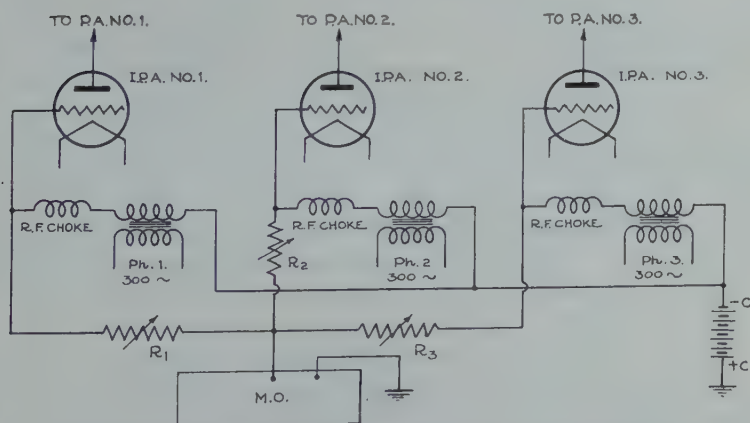 TO P.A. NO. 1.
TO P.A. NO. 2.
TO P.A. NO. 3.
I.P.A. NO. 1.
I.P.A. NO. 2.
I.P.A. NO. 3.
R.F. CHOKE
R.F. CHOKE
R.F. CHOKE
Ph. 1.
300 ~
R2
Ph. 2
300 ~
Ph. 3.
300 ~
-C
R1
R3
+C
M.O.